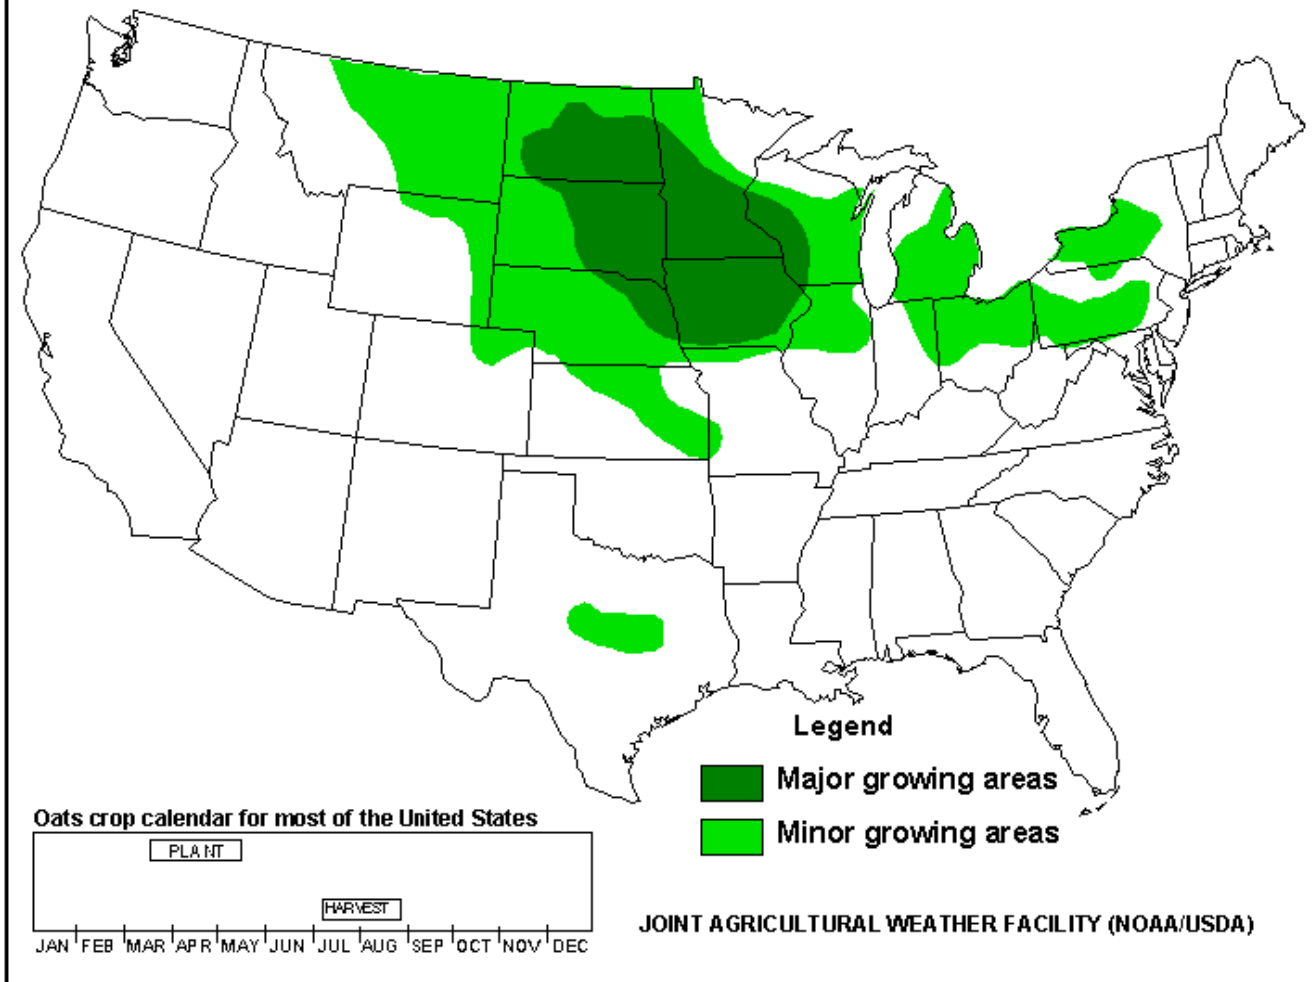 Legend
Major growing areas
Minor growing areas
Oats crop calendar for most of the United States
PLANT
HARVEST
JAN FEB MAR APR MAY JUN JUL AUG SEP OCT NOV DEC
JOINT AGRICULTURAL WEATHER FACILITY (NOAA/USDA)